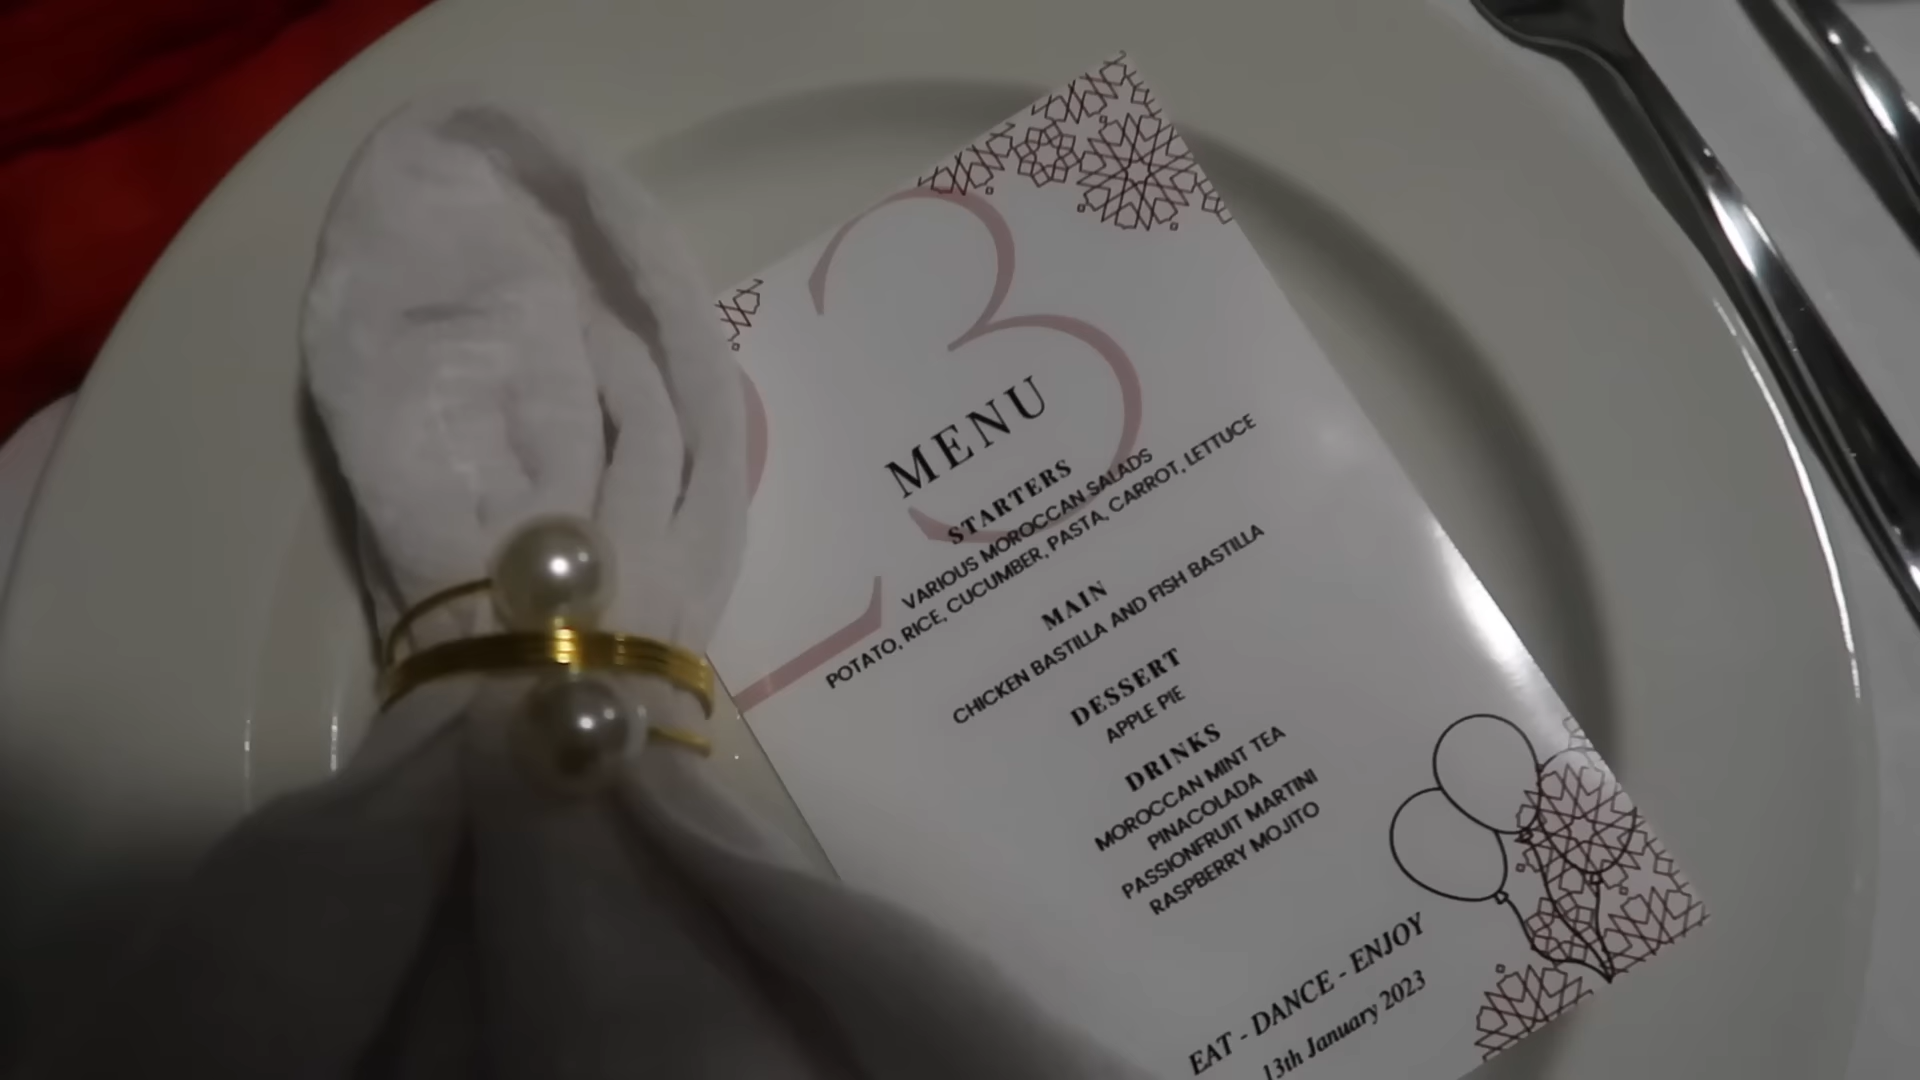 23
MENU
STARTERS
VARIOUS MOROCCAN SALADS
POTATO, RICE, CUCUMBER, PASTA, CARROT, LETTUCE
MAIN
CHICKEN BASTILLA AND FISH BASTILLA
DESSERT
APPLE PIE
DRINKS
MOROCCAN MINT TEA
PINACOLADA
PASSIONFRUIT MARTINI
RASPBERRY MOJITO
EAT - DANCE - ENJOY
13th January 2023